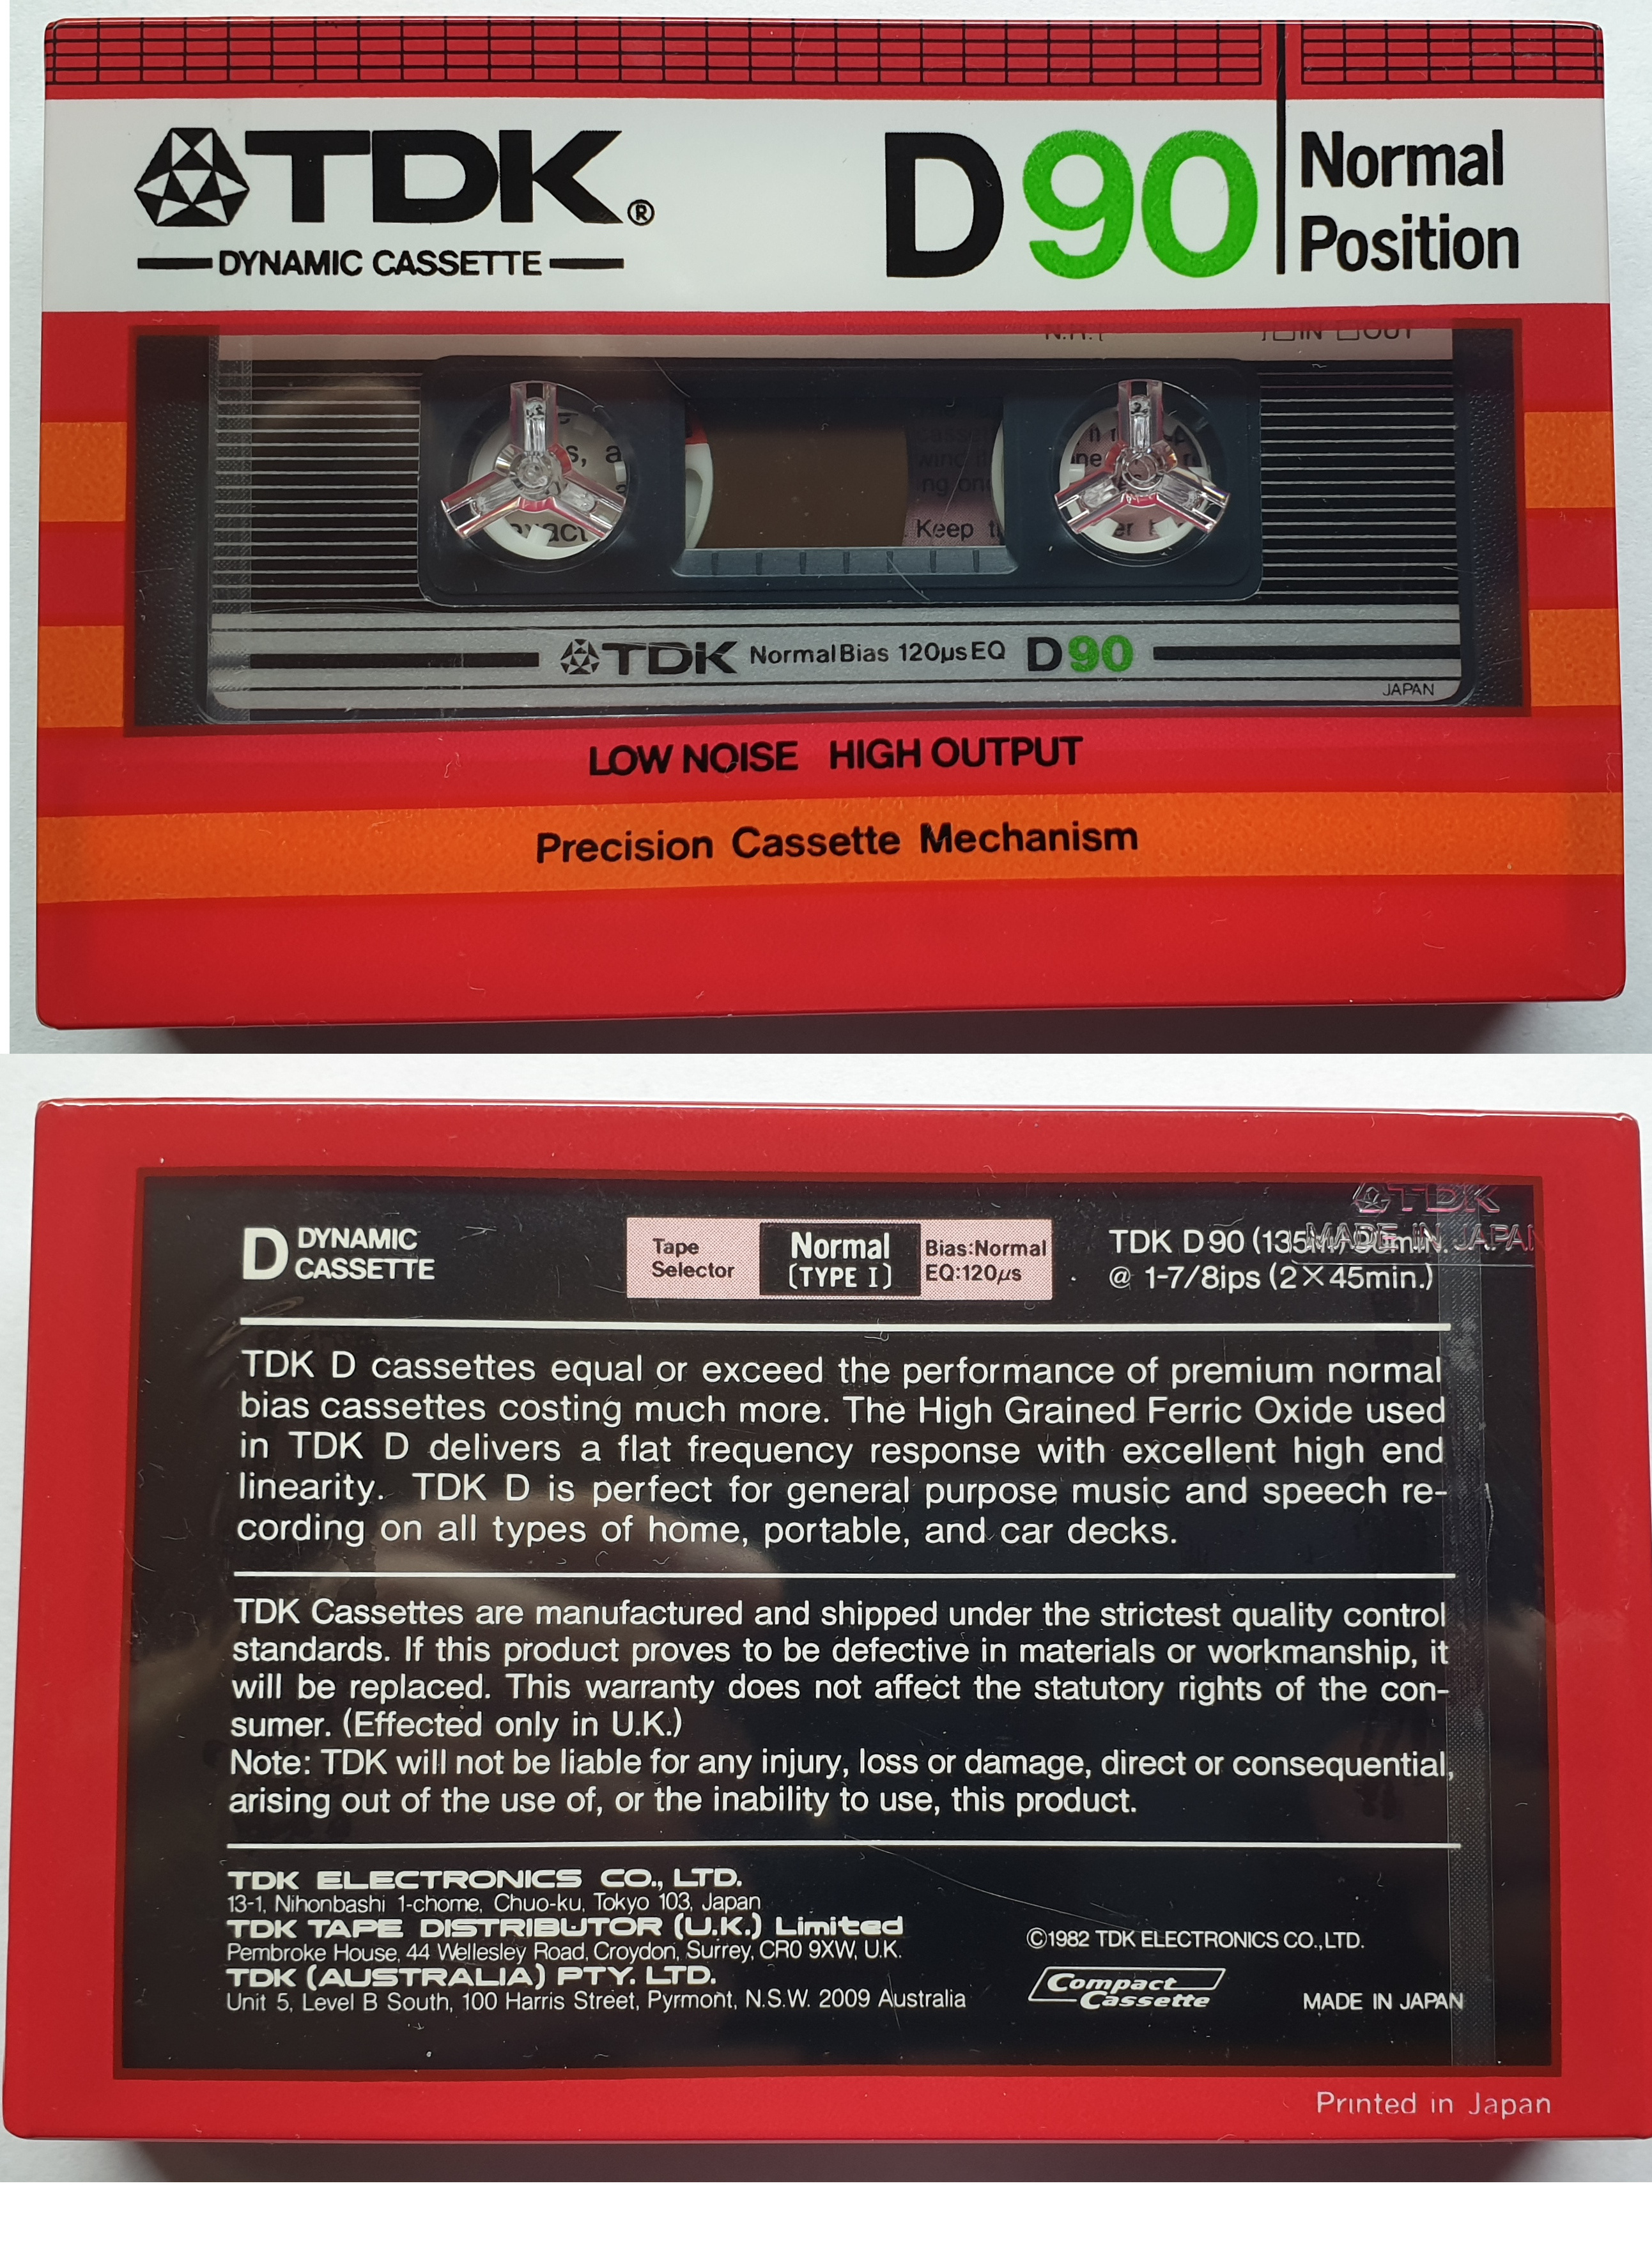 TDK®
DYNAMIC CASSETTE
D90
Normal
Position
IN OUT
Keep
TDK Normal Bias 120µs EQ D90
JAPAN
LOW NOISE HIGH OUTPUT
Precision Cassette Mechanism
D DYNAMIC
CASSETTE
Tape
Selector
Normal
(TYPE I)
Bias:Normal
EQ:120µs
TDK
MADE IN JAPAN
TDK D90 (135M) 90min.
@ 1-7/8ips (2×45min.)
TDK D cassettes equal or exceed the performance of premium normal
bias cassettes costing much more. The High Grained Ferric Oxide used
in TDK D delivers a flat frequency response with excellent high end
linearity. TDK D is perfect for general purpose music and speech re-
cording on all types of home, portable, and car decks.
TDK Cassettes are manufactured and shipped under the strictest quality control
standards. If this product proves to be defective in materials or workmanship, it
will be replaced. This warranty does not affect the statutory rights of the con-
sumer. (Effected only in U.K.)
Note: TDK will not be liable for any injury, loss or damage, direct or consequential,
arising out of the use of, or the inability to use, this product.
TDK ELECTRONICS CO., LTD.
13-1, Nihonbashi 1-chome, Chuo-ku, Tokyo 103, Japan
TDK TAPE DISTRIBUTOR (U.K.) Limited
Pembroke House, 44 Wellesley Road, Croydon, Surrey, CR0 9XW, U.K.
TDK (AUSTRALIA) PTY. LTD.
Unit 5, Level B South, 100 Harris Street, Pyrmont, N.S.W. 2009 Australia
©1982 TDK ELECTRONICS CO.,LTD.
Compact
Cassette
MADE IN JAPAN
Printed in Japan